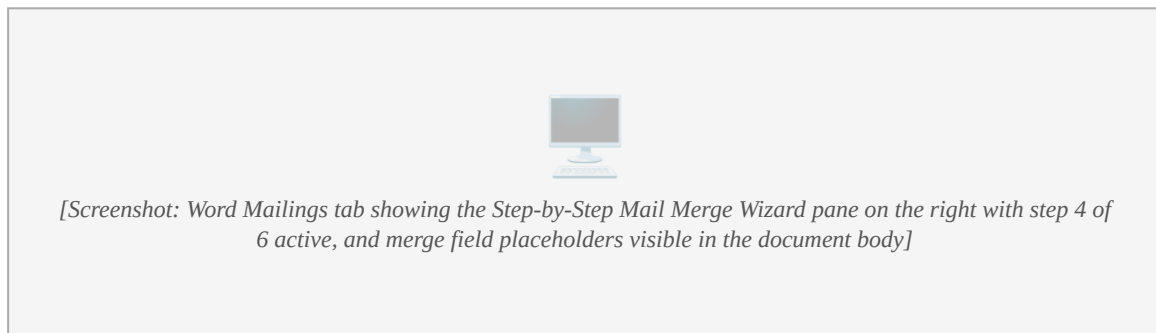 [Screenshot: Word Mailings tab showing the Step-by-Step Mail Merge Wizard pane on the right with step 4 of
6 active, and merge field placeholders visible in the document body]